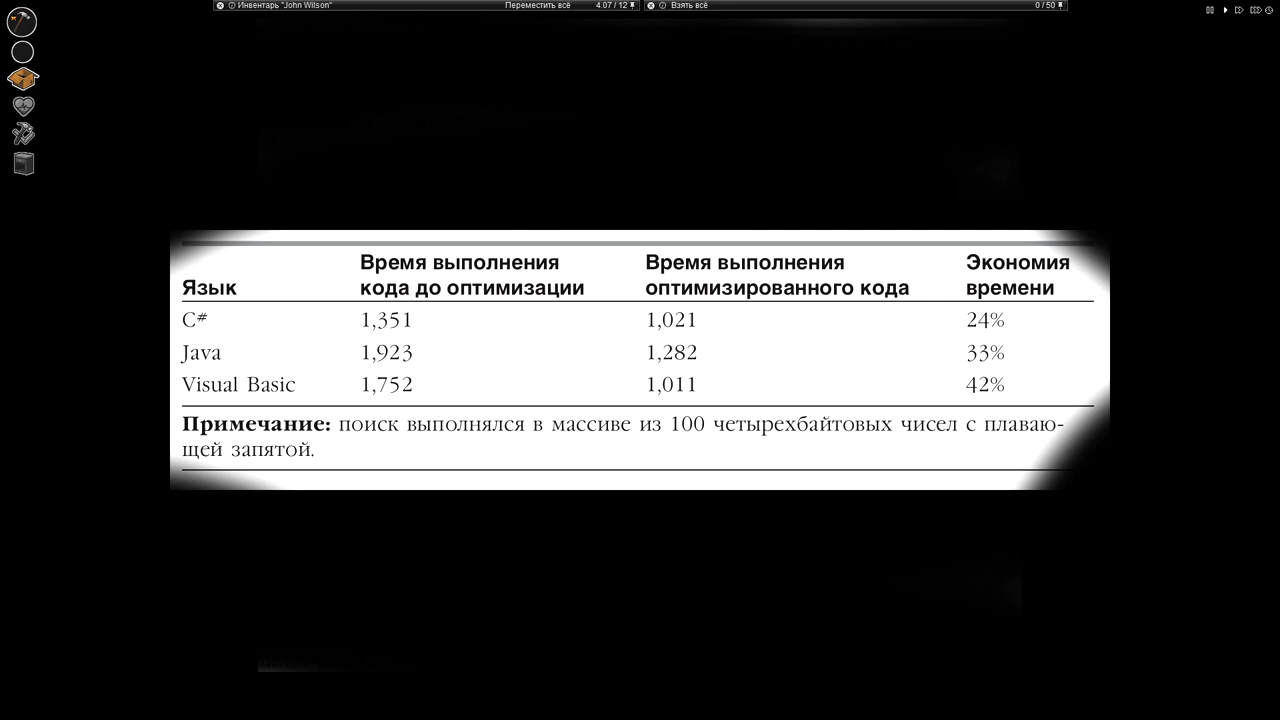 Инвентарь "John Wilson" Переместить всё 4.07 / 12 Взять всё 0 / 50
Время выполнения Время выполнения Экономия
Язык кода до оптимизации оптимизированного кода времени
C# 1,351 1,021 24%
Java 1,923 1,282 33%
Visual Basic 1,752 1,011 42%
Примечание: поиск выполнялся в массиве из 100 четырехбайтовых чисел с плаваю-
щей запятой.